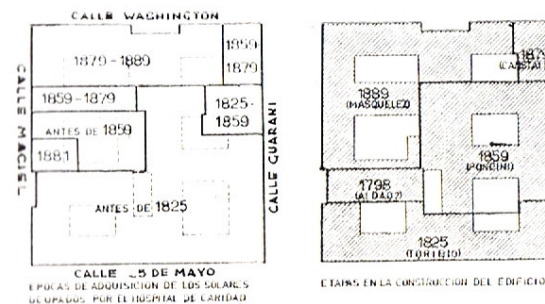 CALLE WASHINGTON
1859
1879
1879-1889
1859-1879
1825-
1859
ANTES DE 1859
1881
ANTES DE 1825
CALLE MACIEL
CALLE GUARANI
CALLE 25 DE MAYO
EPOCAS DE ADQUISICION DE LOS SOLARES
OCUPADOS POR EL HOSPITAL DE CARIDAD
1889
(MASQUELEZ)
1859
(PONCINI)
1798
1825
(TORIBIO)
ETAPAS EN LA CONSTRUCCION DEL EDIFICIO